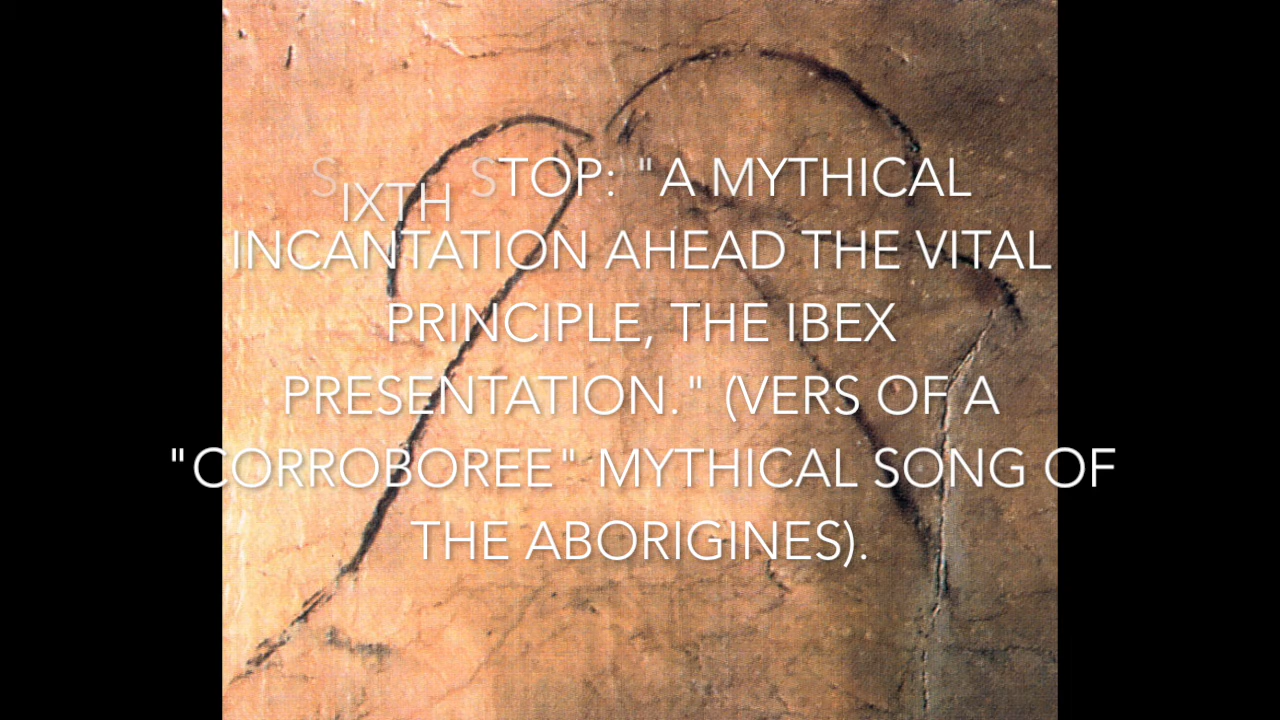 SIXTH STOP: "A MYTHICAL
INCANTATION AHEAD THE VITAL
PRINCIPLE, THE IBEX
PRESENTATION." (VERS OF A
"CORROBOREE" MYTHICAL SONG OF
THE ABORIGINES).